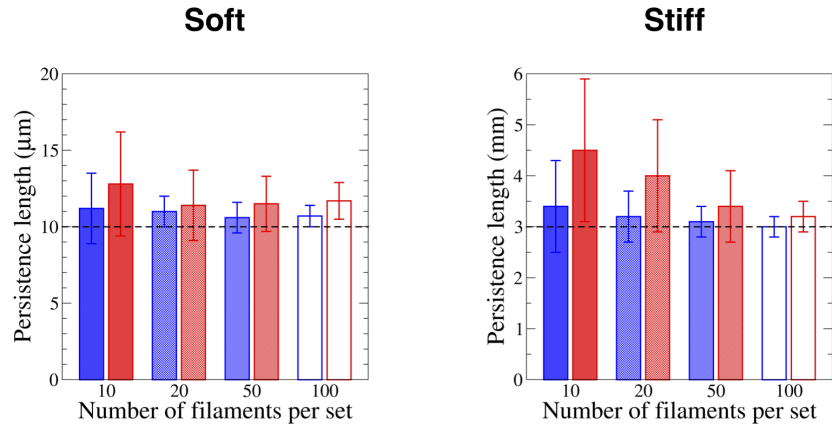 Soft
Stiff
Persistence length (μm)
20
15
10
5
0
10 20 50 100
Number of filaments per set
Persistence length (mm)
6
5
4
3
2
1
0
10 20 50 100
Number of filaments per set